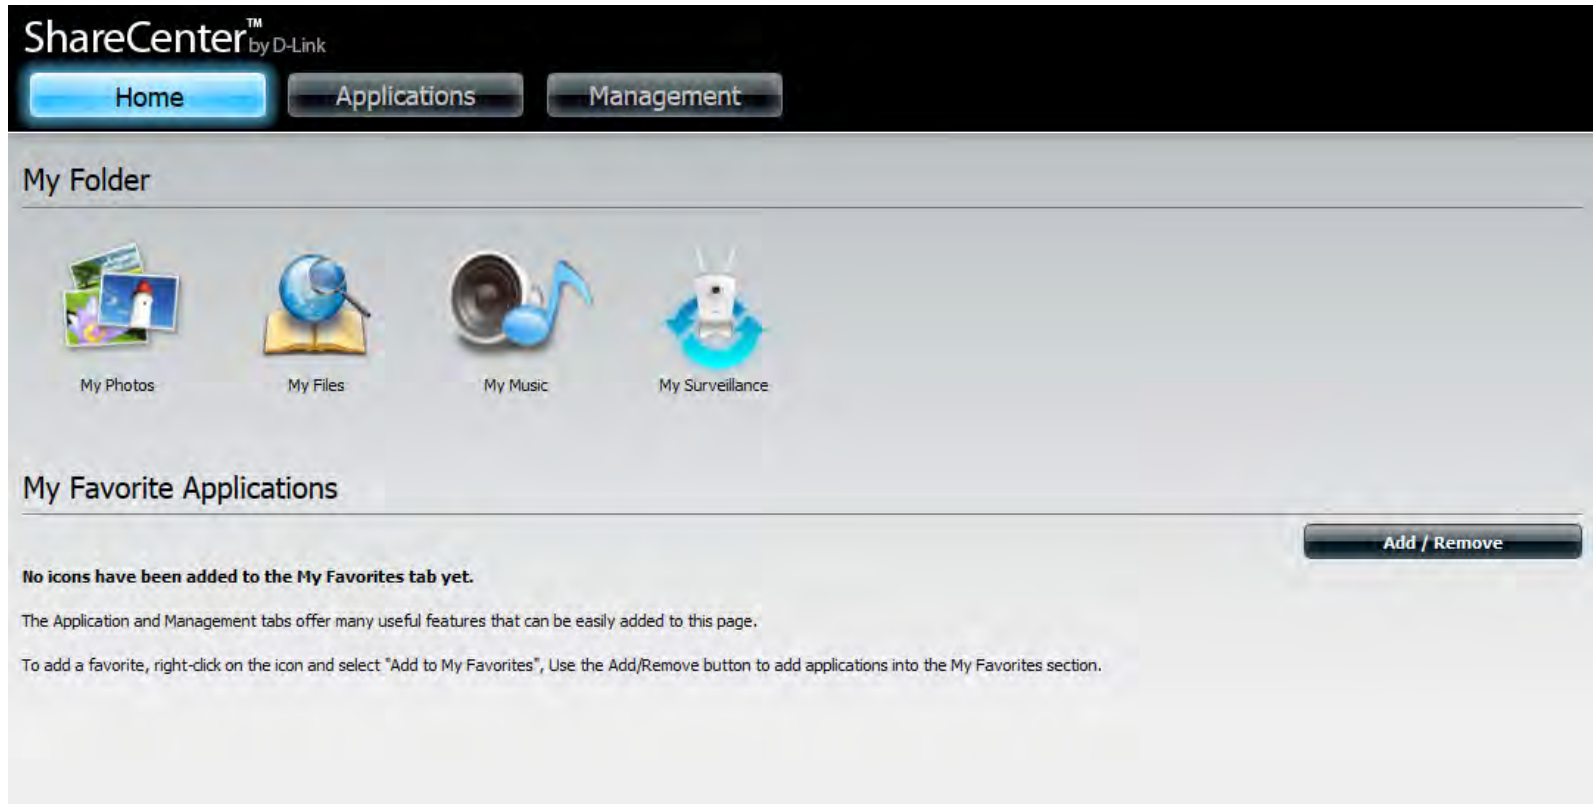 ShareCenter™ by D-Link
Home Applications Management
My Folder
My Photos My Files My Music My Surveillance
My Favorite Applications
Add / Remove
No icons have been added to the My Favorites tab yet.
The Application and Management tabs offer many useful features that can be easily added to this page.
To add a favorite, right-click on the icon and select "Add to My Favorites", Use the Add/Remove button to add applications into the My Favorites section.